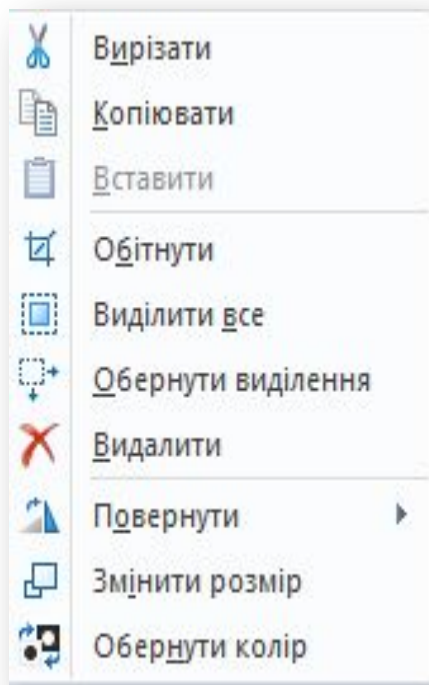 Вирізати
Копіювати
Вставити
Обітнути
Виділити все
Обернути виділення
Видалити
Повернути
Змінити розмір
Обернути колір